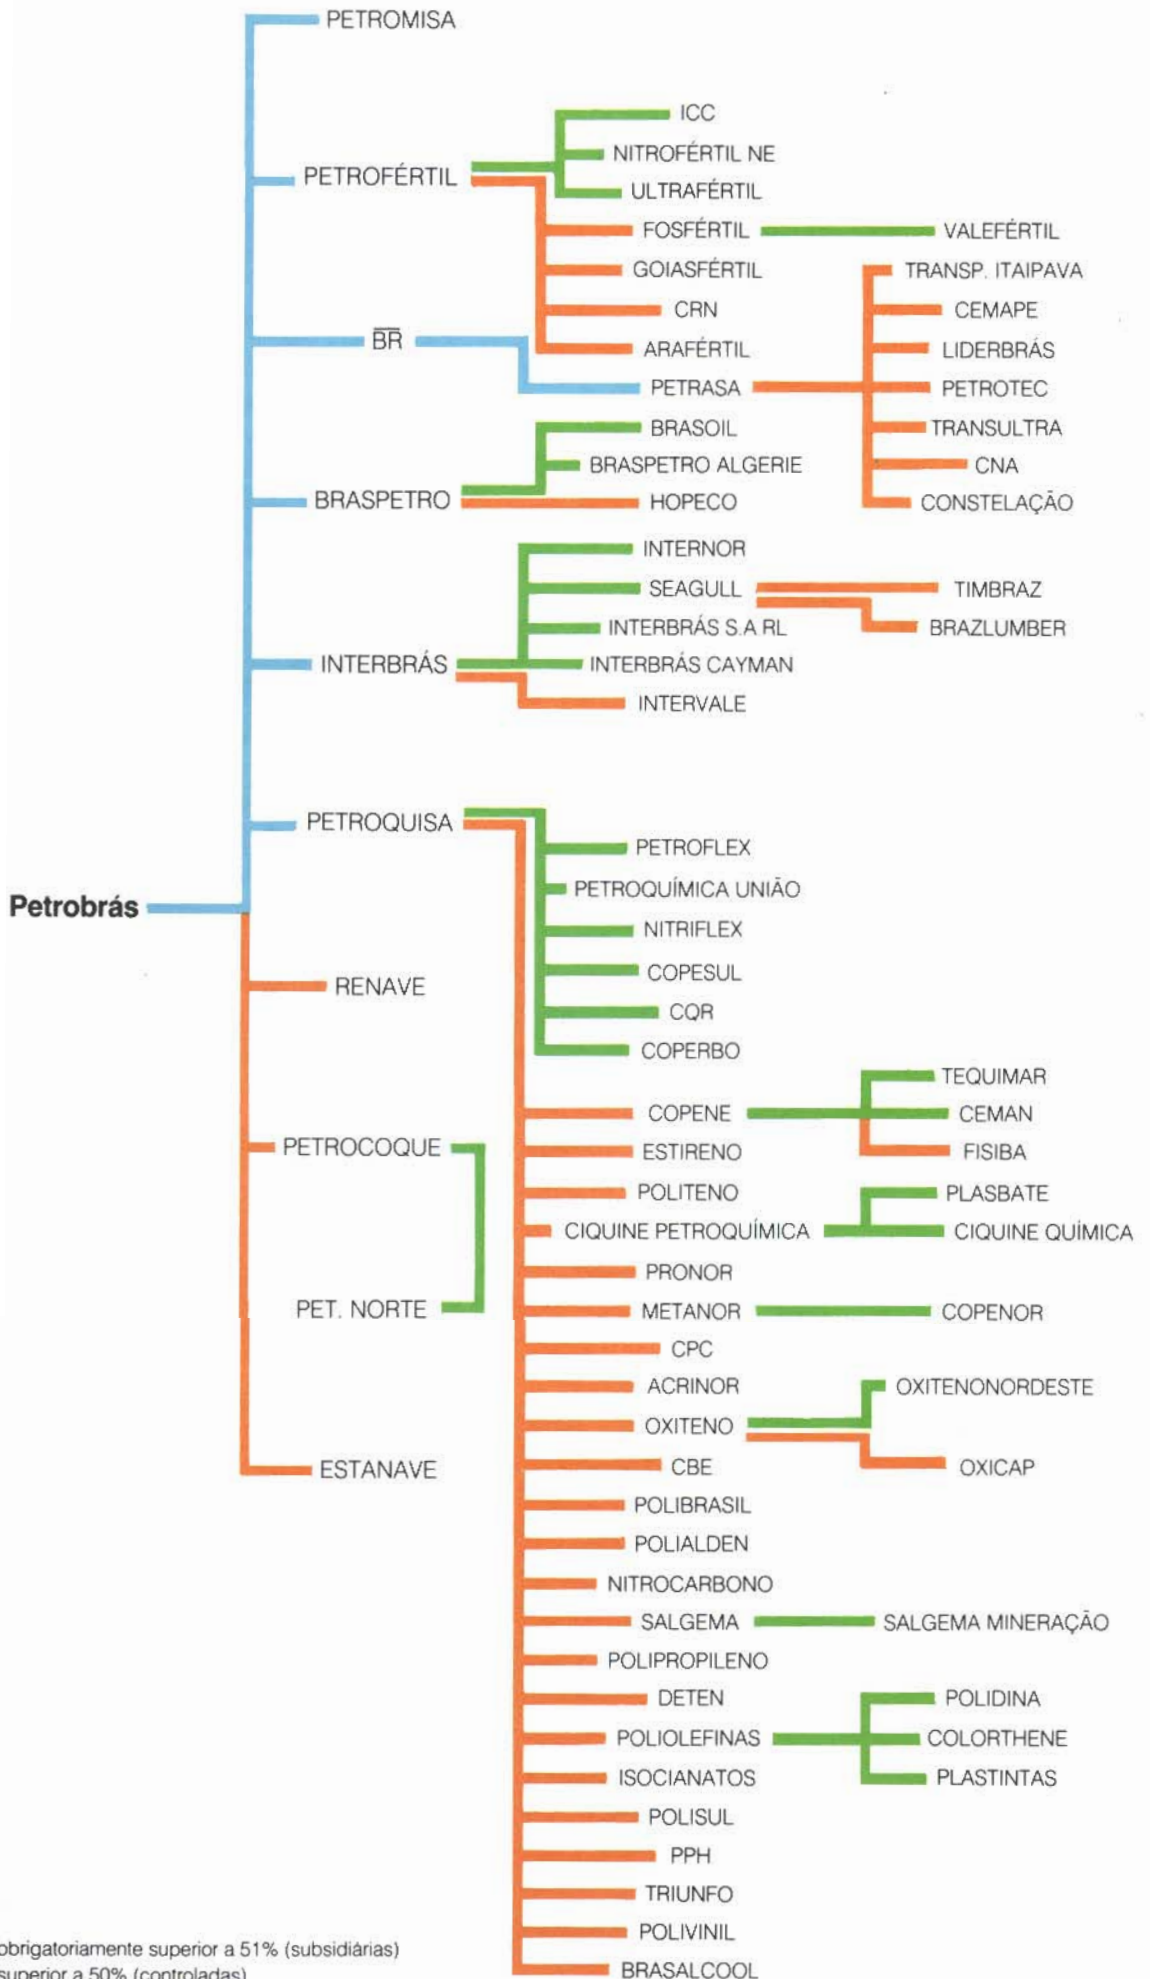 PETROMISA
ICC
NITROFÉRTIL NE
PETROFÉRTIL
ULTRAFÉRTIL
FOSFÉRTIL
VALEFÉRTIL
GOIASFÉRTIL
TRANSP. ITAIPAVA
CRN
CEMAPE
BR
ARAFÉRTIL
LIDERBRÁS
PETRASA
PETROTEC
BRASOIL
TRANSULTRA
BRASPETRO ALGERIE
CNA
BRASPETRO
HOPECO
CONSTELAÇÃO
INTERNOR
SEAGULL
TIMBRAZ
INTERBRÁS S.A RL
BRAZLUMBER
INTERBRÁS
INTERBRÁS CAYMAN
INTERVALE
PETROQUISA
PETROFLEX
PETROQUÍMICA UNIÃO
Petrobrás
NITRIFLEX
COPESUL
RENAVE
CQR
COPERBO
TEQUIMAR
COPENE
CEMAN
PETROCOQUE
ESTIRENO
FISIBA
POLITENO
PLASBATE
CIQUINE PETROQUÍMICA
CIQUINE QUÍMICA
PRONOR
PET. NORTE
METANOR
COPENOR
CPC
ACRINOR
OXITENONORDESTE
OXITENO
ESTANAVE
CBE
OXICAP
POLIBRASIL
POLIALDEN
NITROCARBONO
SALGEMA
SALGEMA MINERAÇÃO
POLIPROPILENO
DETEN
POLIDINA
POLIOLEFINAS
COLORTHENE
ISOCIANATOS
PLASTINTAS
POLISUL
PPH
TRIUNFO
POLIVINIL
obrigatoriamente superior a 51% (subsidiárias)
BRASALCOOL
superior a 50% (controladas)